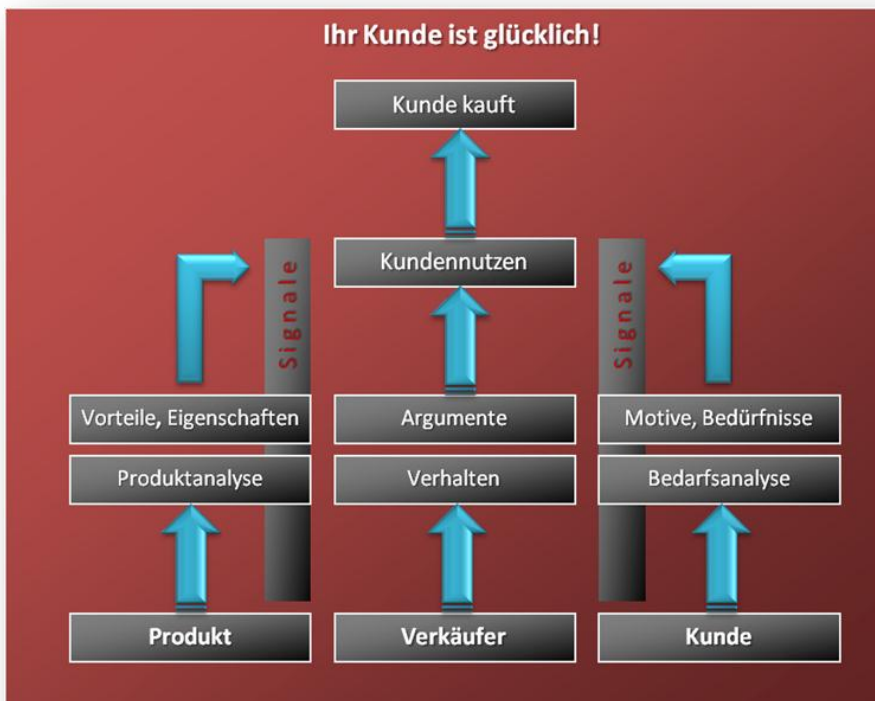 Ihr Kunde ist glücklich!
Kunde kauft
Kundennutzen
Signale
Signale
Vorteile, Eigenschaften
Argumente
Motive, Bedürfnisse
Produktanalyse
Verhalten
Bedarfsanalyse
Produkt
Verkäufer
Kunde